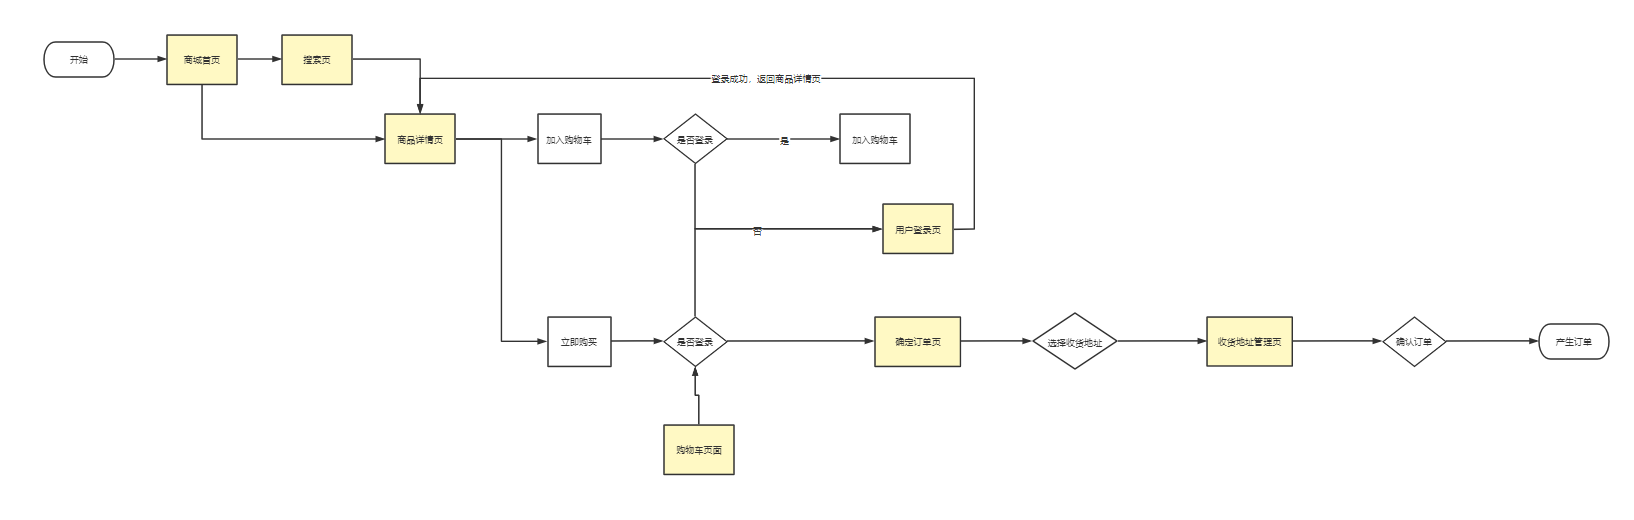 开始
商城首页
搜索页
登录成功，返回商品详情页
商品详情页
加入购物车
是否登录
是
加入购物车
否
用户登录页
立即购买
是否登录
确定订单页
选择收货地址
收货地址管理页
确认订单
产生订单
购物车页面